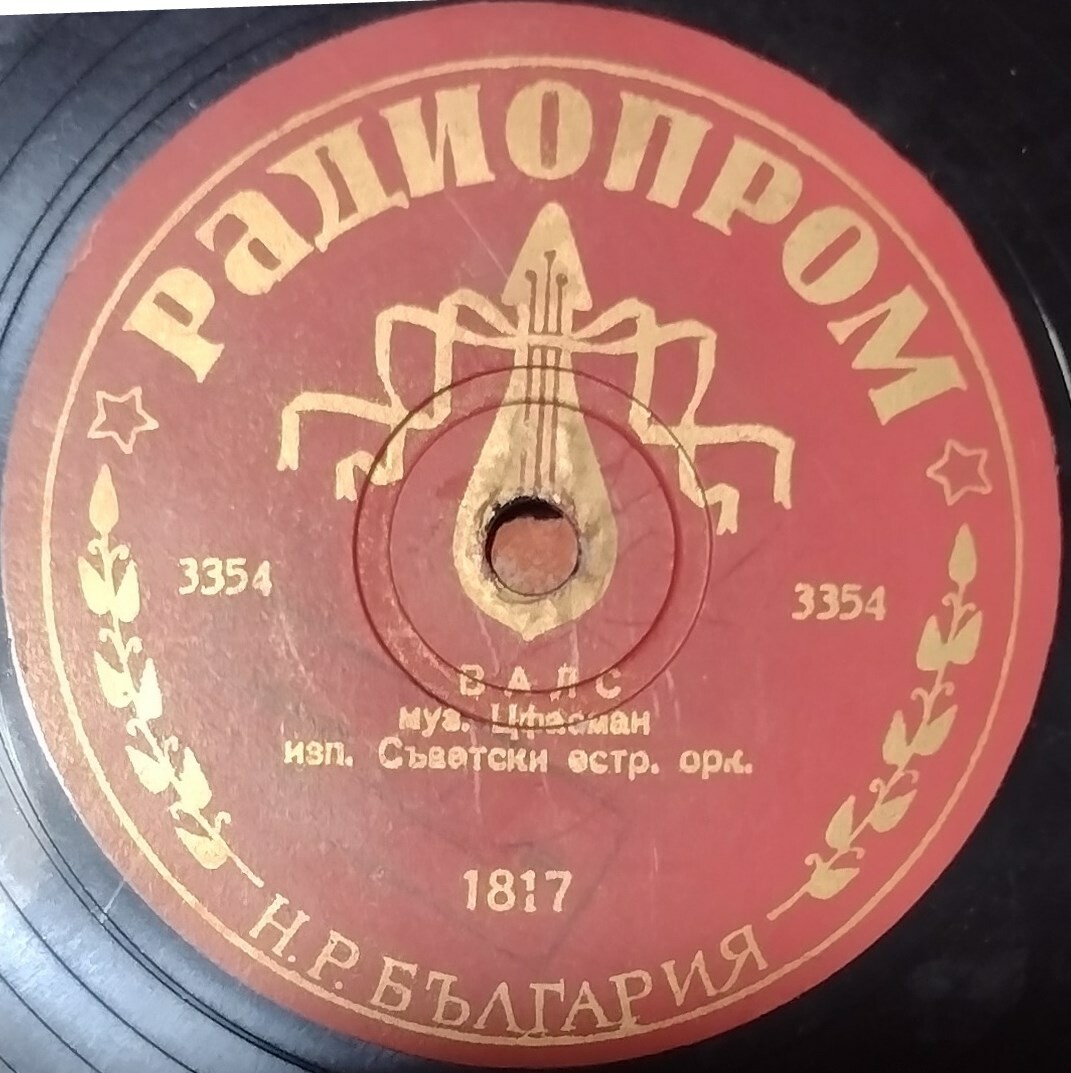 РАДИОПРОМ
3354 3354
ВАЛС
муз. Цфасман
изп. Съветски естр. орк.
1817
Н.Р. БЪЛГАРИЯ